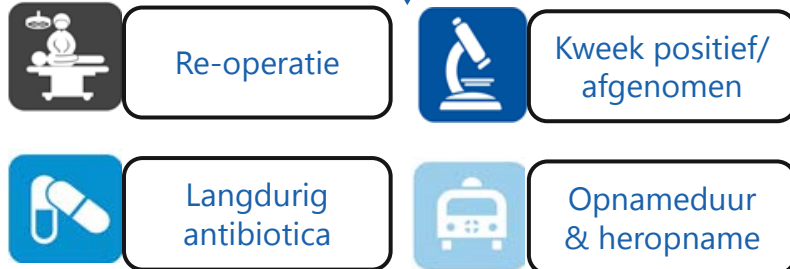 Re-operatie
Kweek positief/
afgenomen
Langdurig
antibiotica
Opnameduur
& heropname